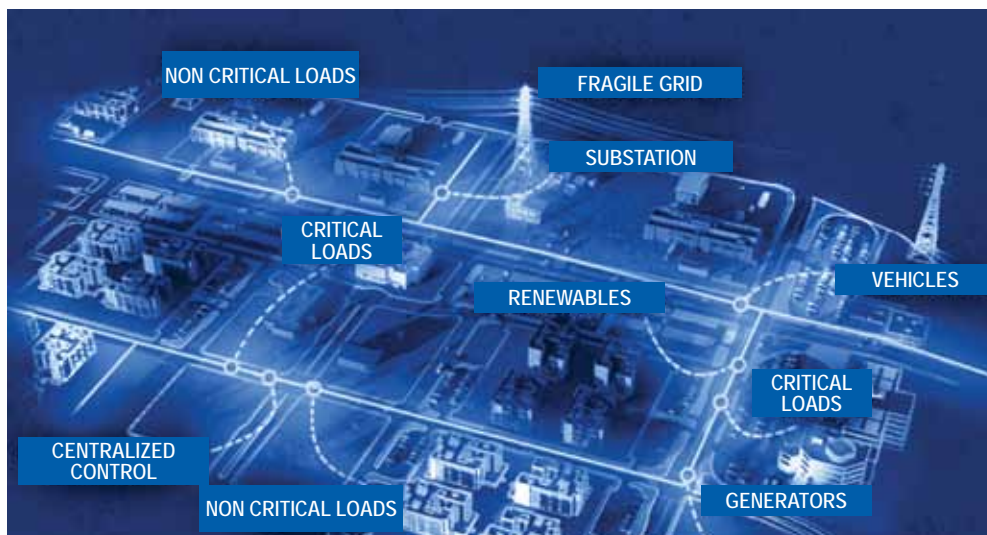 NON CRITICAL LOADS
FRAGILE GRID
SUBSTATION
CRITICAL
LOADS
VEHICLES
RENEWABLES
CRITICAL
LOADS
CENTRALIZED
CONTROL
NON CRITICAL LOADS
GENERATORS